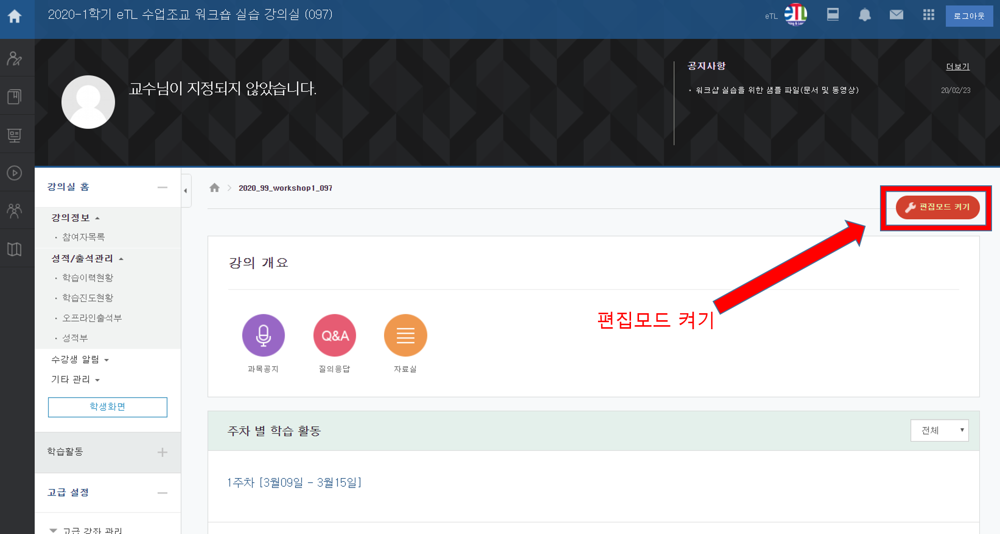 2020-1학기 eTL 수업조교 워크숍 실습 강의실 (097)
eTL
eTL
로그아웃
교수님이 지정되지 않았습니다.
공지사항
더보기
· 워크샵 실습을 위한 샘플 파일(문서 및 동영상)
20/02/23
강의실 홈
강의정보
· 참여자목록
성적/출석관리
· 학습이력현황
· 학습진도현황
· 오프라인출석부
· 성적부
수강생 알림
기타 관리
학생화면
학습활동
고급 설정
고급 강좌 관리
2020_99_workshop1_097
편집모드 켜기
강의 개요
편집모드 켜기
Q&A
과목공지
질의응답
자료실
주차 별 학습 활동
전체
1주차 [3월09일 - 3월15일]